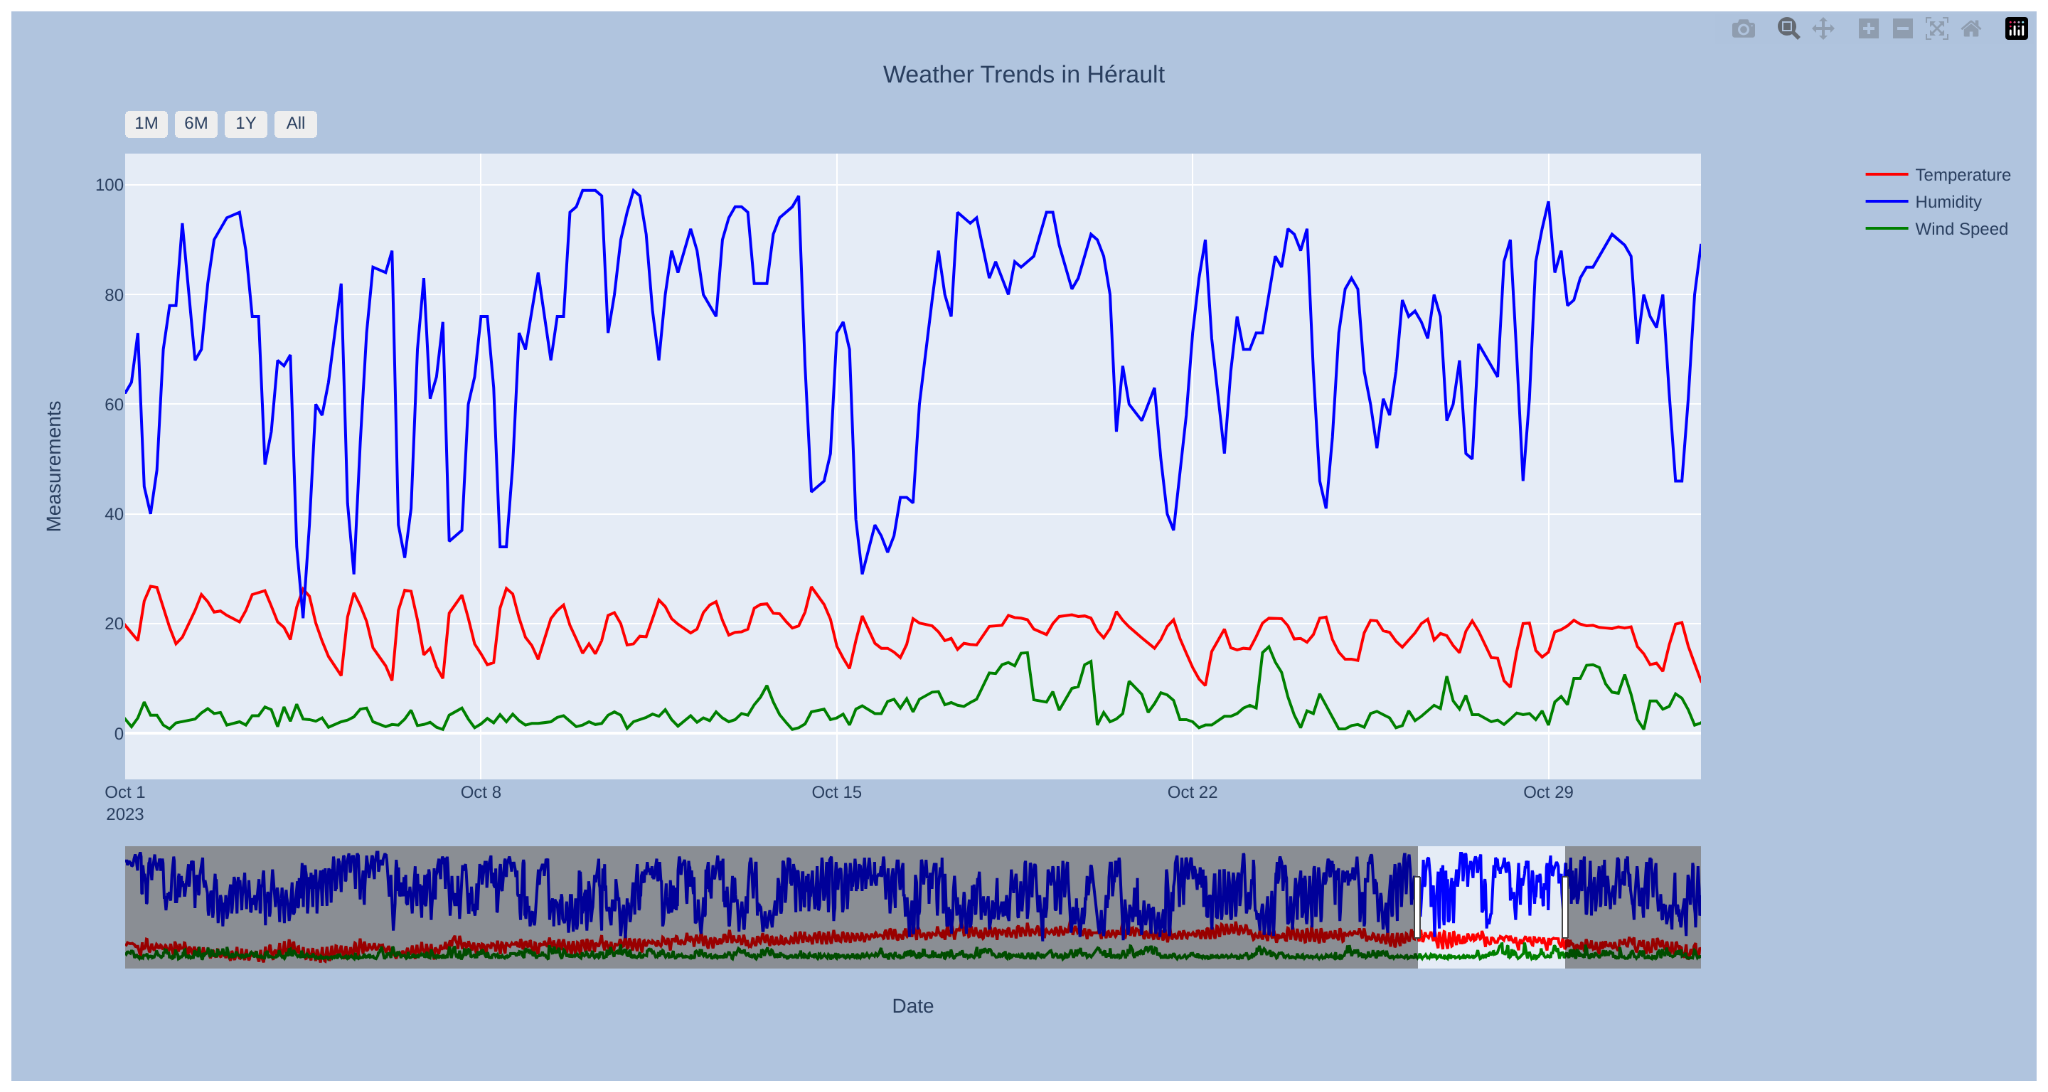 Weather Trends in Hérault
1M 6M 1Y All
Temperature
Humidity
Wind Speed
Measurements
100
80
60
40
20
0
Oct 1 Oct 8 Oct 15 Oct 22 Oct 29
2023
Date